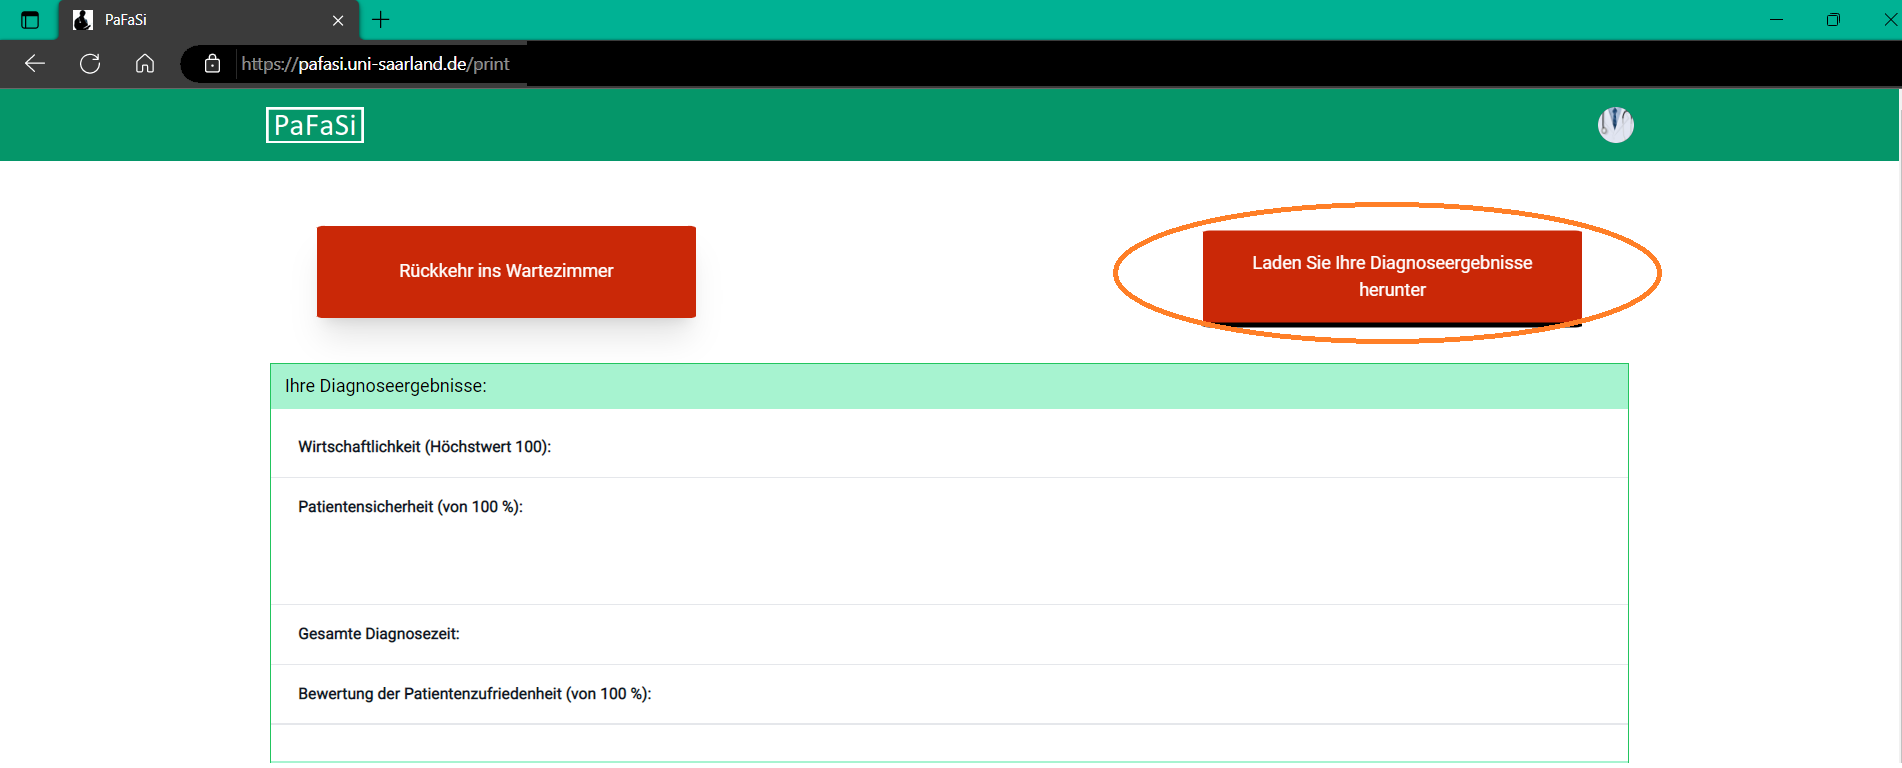 PaFaSi
https://pafasi.uni-saarland.de/print
PaFaSi
Rückkehr ins Wartezimmer
Laden Sie Ihre Diagnoseergebnisse
herunter
Ihre Diagnoseergebnisse:
Wirtschaftlichkeit (Höchstwert 100):
Patientensicherheit (von 100 %):
Gesamte Diagnosezeit:
Bewertung der Patientenzufriedenheit (von 100 %):